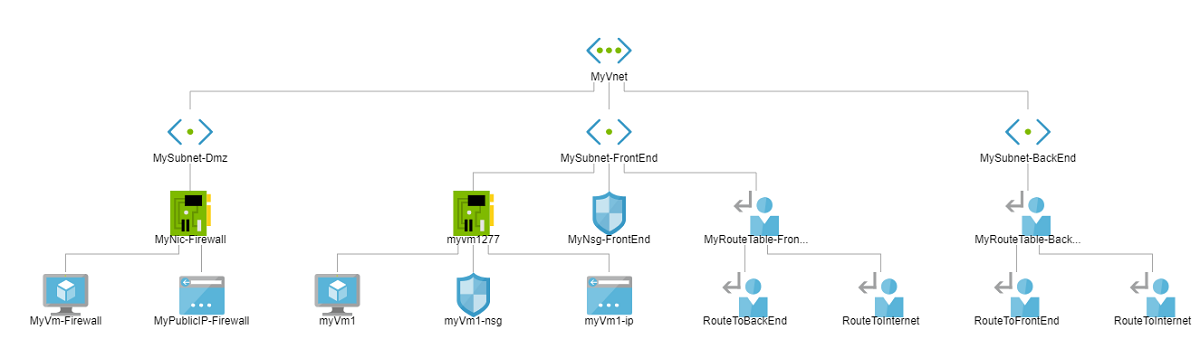 MyVnet
MySubnet-Dmz
MySubnet-FrontEnd
MySubnet-BackEnd
MyNic-Firewall
myvm1277
MyNsg-FrontEnd
MyRouteTable-Fron...
MyRouteTable-Back...
MyVm-Firewall
MyPublicIP-Firewall
myVm1
myVm1-nsg
myVm1-ip
RouteToBackEnd
RouteToInternet
RouteToFrontEnd
RouteToInternet